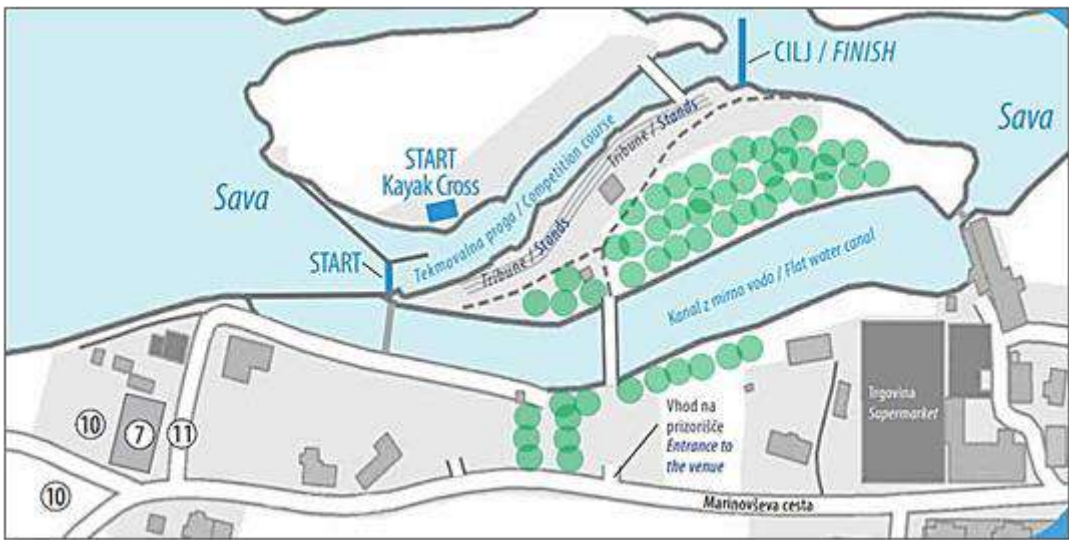 CILJ / FINISH
Sava
Tribune / Stands
START
Kayak Cross
Tekmovalna proga / Competition course
Sava
START
Tribune / Stands
Kanal z mirno vodo / Flat water canal
Trgovina
Supermarket
Vhod na
prizorišče
Entrance to
the venue
10
7
11
10
Marinovševa cesta